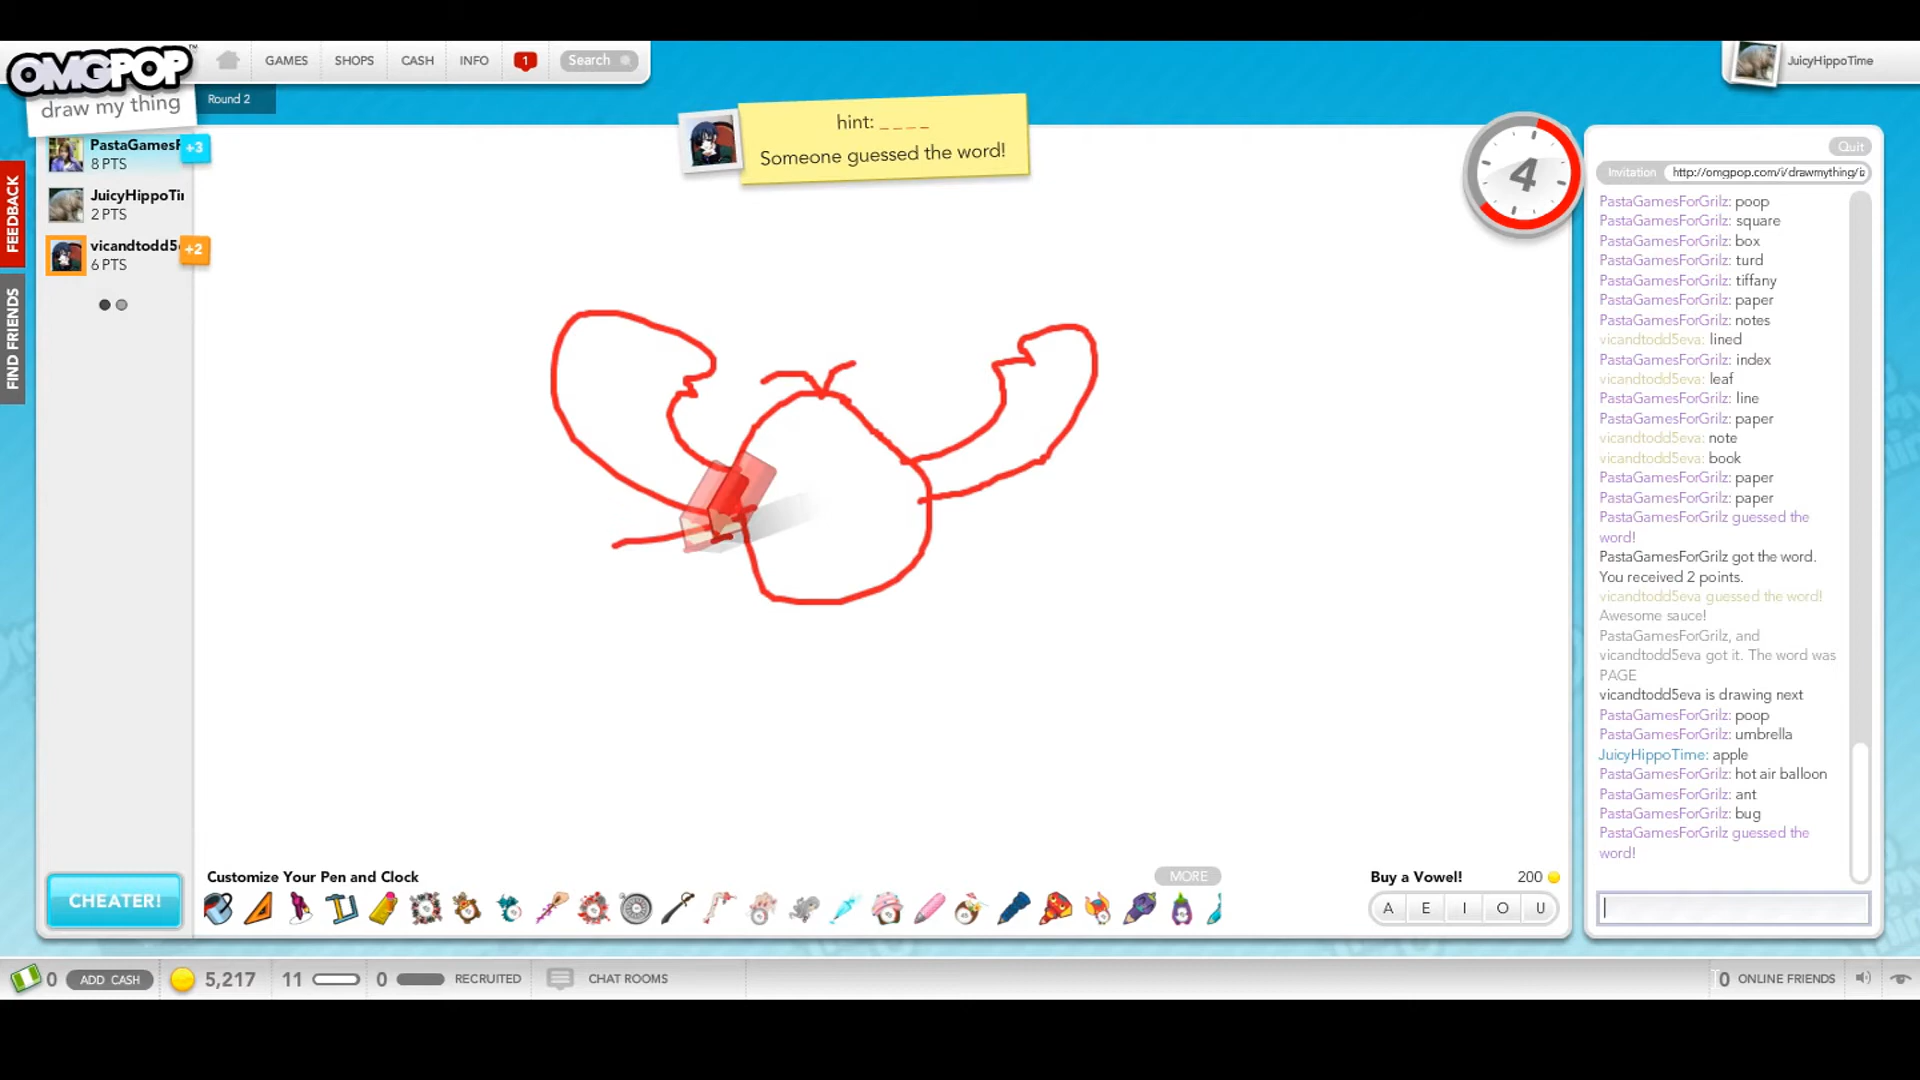 OMGPOP
draw my thing
GAMES
SHOPS
CASH
INFO
1
Search
JuicyHippoTime
Round 2
FEEDBACK
FIND FRIENDS
PastaGamesF
8 PTS
+3
JuicyHippoTi
2 PTS
vicandtodd5
6 PTS
+2
hint: _ _ _ _
Someone guessed the word!
4
Quit
Invitation http://omgpop.com/i/drawmything/
PastaGamesForGrilz: poop
PastaGamesForGrilz: square
PastaGamesForGrilz: box
PastaGamesForGrilz: turd
PastaGamesForGrilz: tiffany
PastaGamesForGrilz: paper
PastaGamesForGrilz: notes
vicandtodd5eva: lined
PastaGamesForGrilz: index
vicandtodd5eva: leaf
PastaGamesForGrilz: line
PastaGamesForGrilz: paper
vicandtodd5eva: note
vicandtodd5eva: book
PastaGamesForGrilz: paper
PastaGamesForGrilz: paper
PastaGamesForGrilz guessed the
word!
PastaGamesForGrilz got the word.
You received 2 points.
vicandtodd5eva guessed the word!
Awesome sauce!
PastaGamesForGrilz, and
vicandtodd5eva got it. The word was
PAGE
vicandtodd5eva is drawing next
PastaGamesForGrilz: poop
PastaGamesForGrilz: umbrella
JuicyHippoTime: apple
PastaGamesForGrilz: hot air balloon
PastaGamesForGrilz: ant
PastaGamesForGrilz: bug
PastaGamesForGrilz guessed the
word!
CHEATER!
Customize Your Pen and Clock
MORE
Buy a Vowel!
200
A E I O U
0
ADD CASH
5,217
11
0
RECRUITED
CHAT ROOMS
0 ONLINE FRIENDS